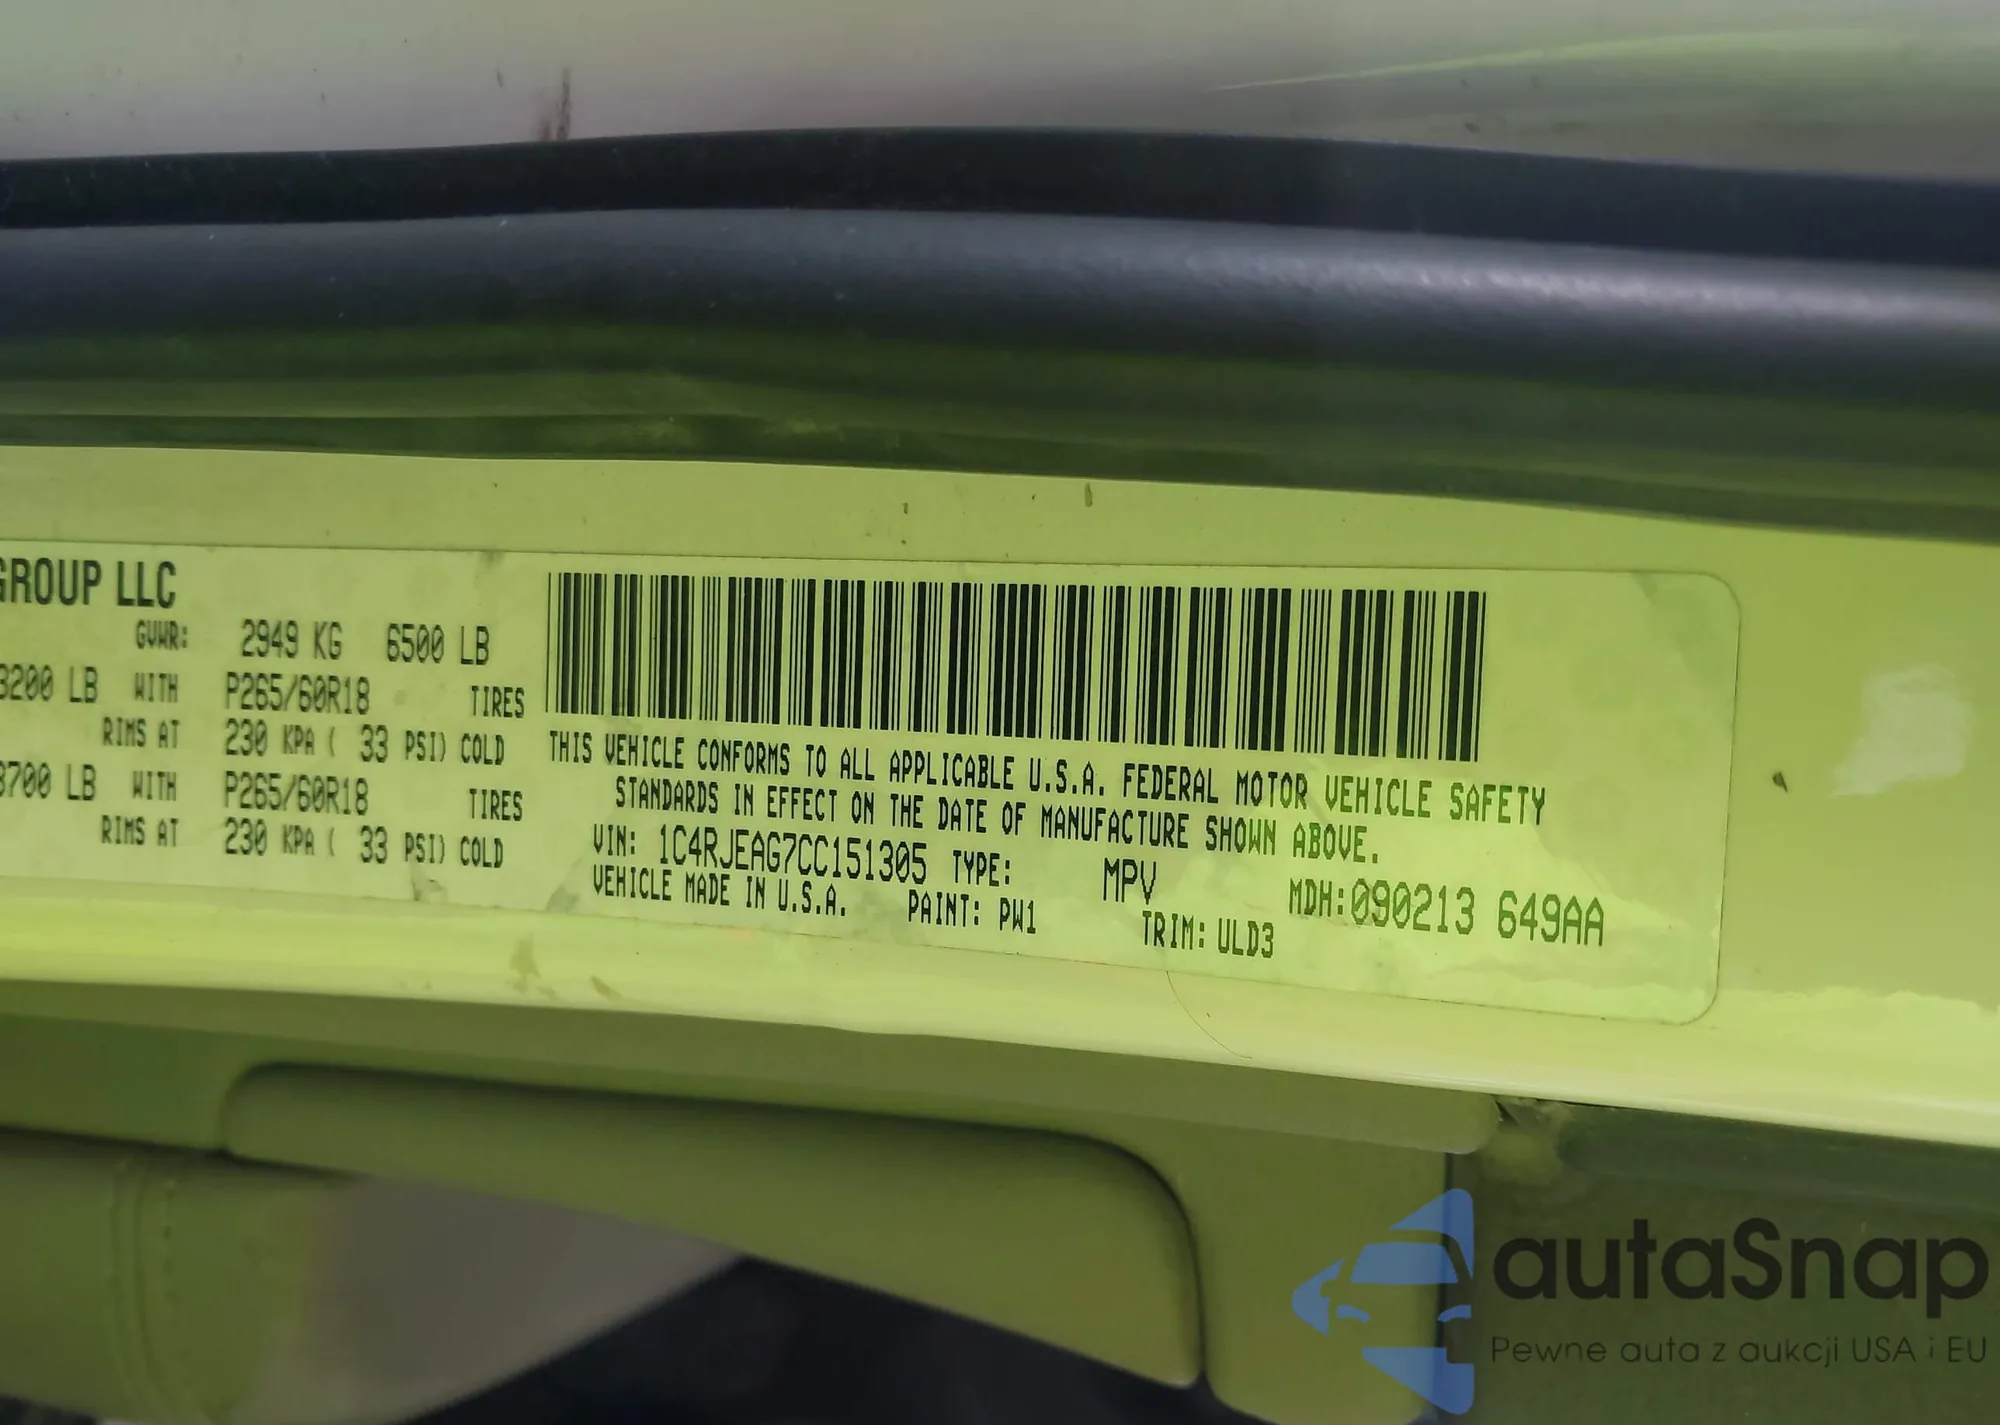 GROUP LLC
GVWR: 2949 KG 6500 LB
3200 LB WITH P265/60R18 TIRES
RIMS AT 230 KPA ( 33 PSI) COLD
3700 LB WITH P265/60R18 TIRES
RIMS AT 230 KPA ( 33 PSI) COLD
THIS VEHICLE CONFORMS TO ALL APPLICABLE U.S.A. FEDERAL MOTOR VEHICLE SAFETY
STANDARDS IN EFFECT ON THE DATE OF MANUFACTURE SHOWN ABOVE.
VIN: 1C4RJEAG7CC151305 TYPE: MPV MDH:090213 649AA
VEHICLE MADE IN U.S.A. PAINT: PW1 TRIM: ULD3
autaSnap
Pewne auta z aukcji USA i EU